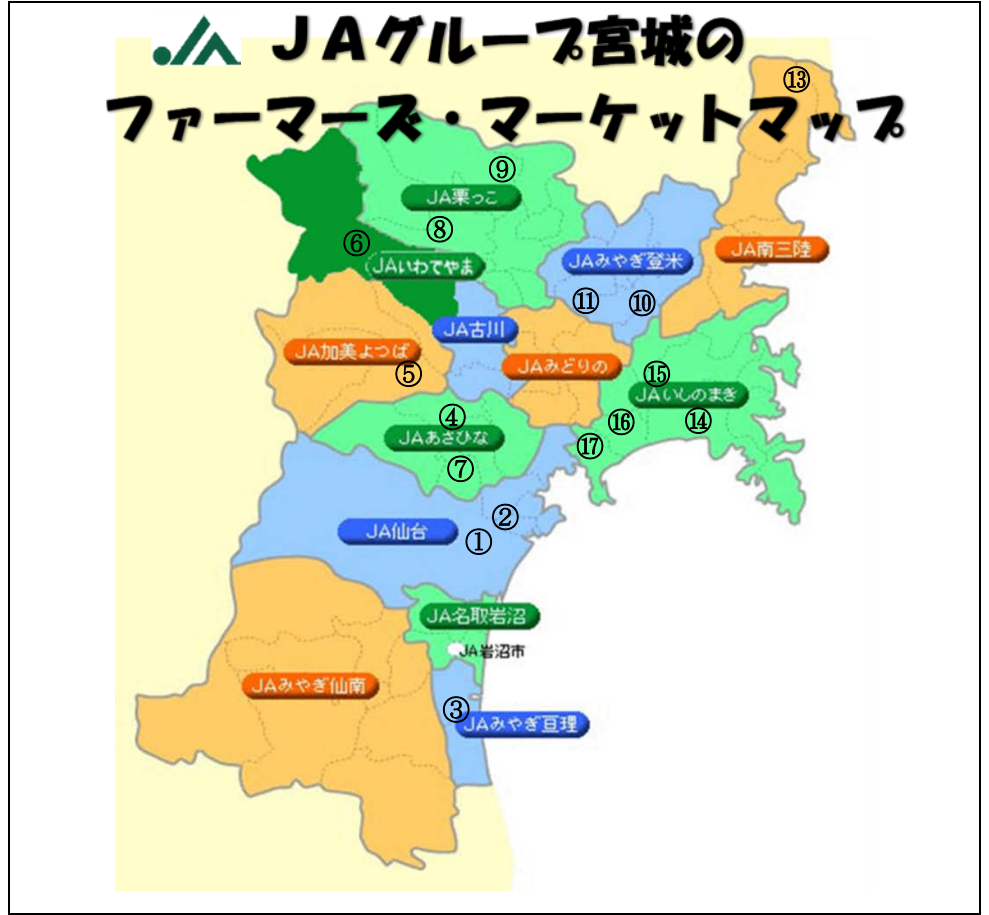 JAグループ宮城の
ファーマーズ・マーケットマップ
⑬
⑨
JA栗っこ
⑧
⑥
JAいわでやま
JAみやぎ登米
JA南三陸
⑪
⑩
JA古川
JA加美よつば
⑤
JAみどりの
⑮
JAいしのまき
④
JAあさひな
⑯
⑭
⑰
⑦
②
JA仙台
①
JA名取岩沼
JA岩沼市
JAみやぎ仙南
③
JAみやぎ亘理